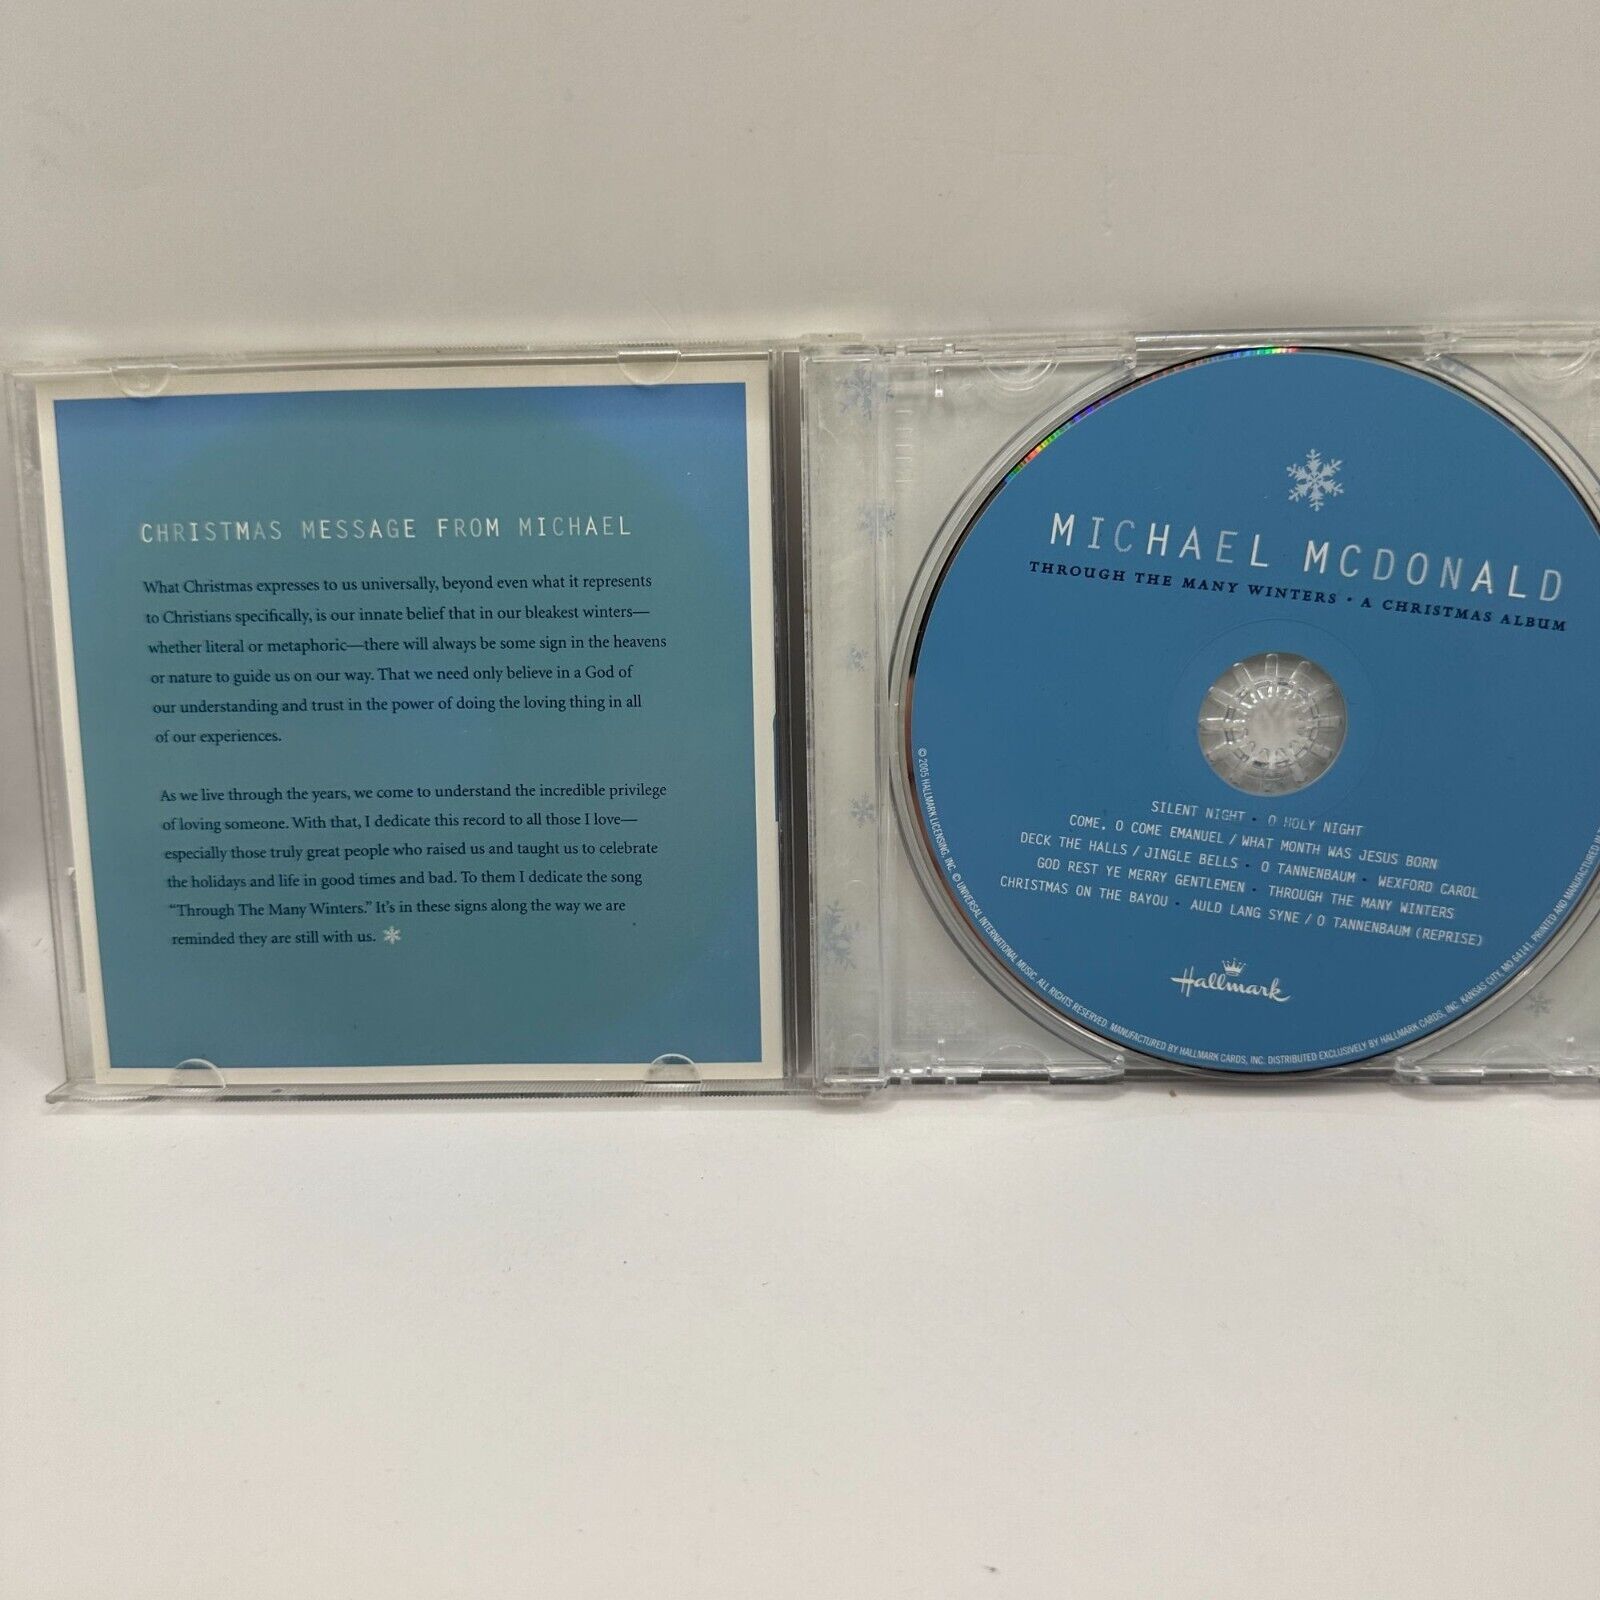 CHRISTMAS MESSAGE FROM MICHAEL
What Christmas expresses to us universally, beyond even what it represents
to Christians specifically, is our innate belief that in our bleakest winters—
whether literal or metaphoric—there will always be some sign in the heavens
or nature to guide us on our way. That we need only believe in a God of
our understanding and trust in the power of doing the loving thing in all
of our experiences.
As we live through the years, we come to understand the incredible privilege
of loving someone. With that, I dedicate this record to all those I love—
especially those truly great people who raised us and taught us to celebrate
the holidays and life in good times and bad. To them I dedicate the song
“Through The Many Winters.” It’s in these signs along the way we are
reminded they are still with us.
MICHAEL MCDONALD
THROUGH THE MANY WINTERS • A CHRISTMAS ALBUM
SILENT NIGHT • O HOLY NIGHT
COME, O COME EMANUEL / WHAT MONTH WAS JESUS BORN
DECK THE HALLS / JINGLE BELLS • O TANNENBAUM • WEXFORD CAROL
GOD REST YE MERRY GENTLEMEN • THROUGH THE MANY WINTERS
CHRISTMAS ON THE BAYOU • AULD LANG SYNE / O TANNENBAUM (REPRISE)
Hallmark
© 2005 HALLMARK LICENSING, INC. ℗ UNIVERSAL INTERNATIONAL MUSIC. ALL RIGHTS RESERVED. MANUFACTURED BY HALLMARK CARDS, INC. DISTRIBUTED EXCLUSIVELY BY HALLMARK CARDS, INC. KANSAS CITY, MO 64141. PRINTED AND MANUFACTURED IN